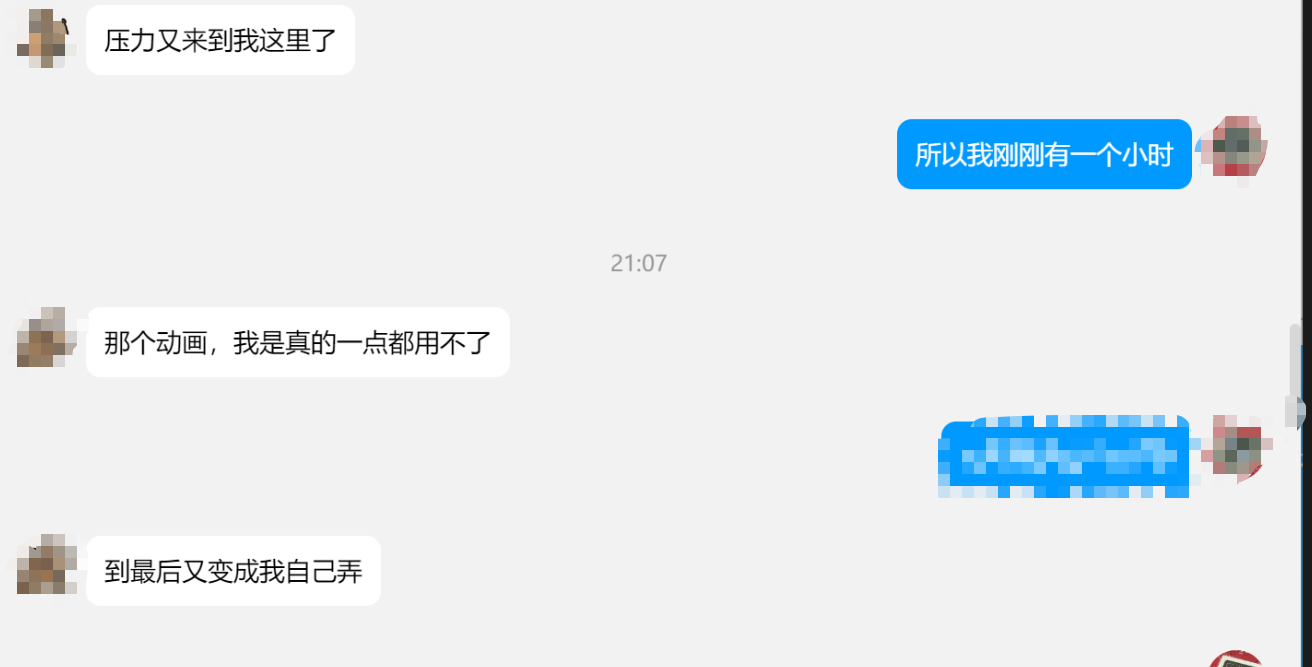 压力又来到我这里了
所以我刚刚有一个小时
21:07
那个动画，我是真的一点都用不了
到最后又变成我自己弄